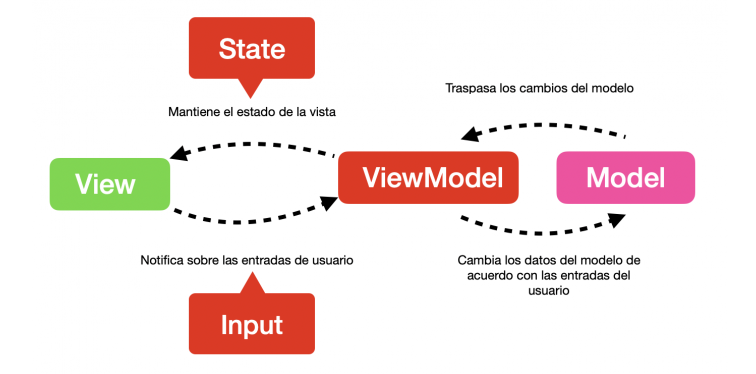 State
Traspasa los cambios del modelo
Mantiene el estado de la vista
View
ViewModel
Model
Notifica sobre las entradas de usuario
Cambia los datos del modelo de
acuerdo con las entradas del
usuario
Input